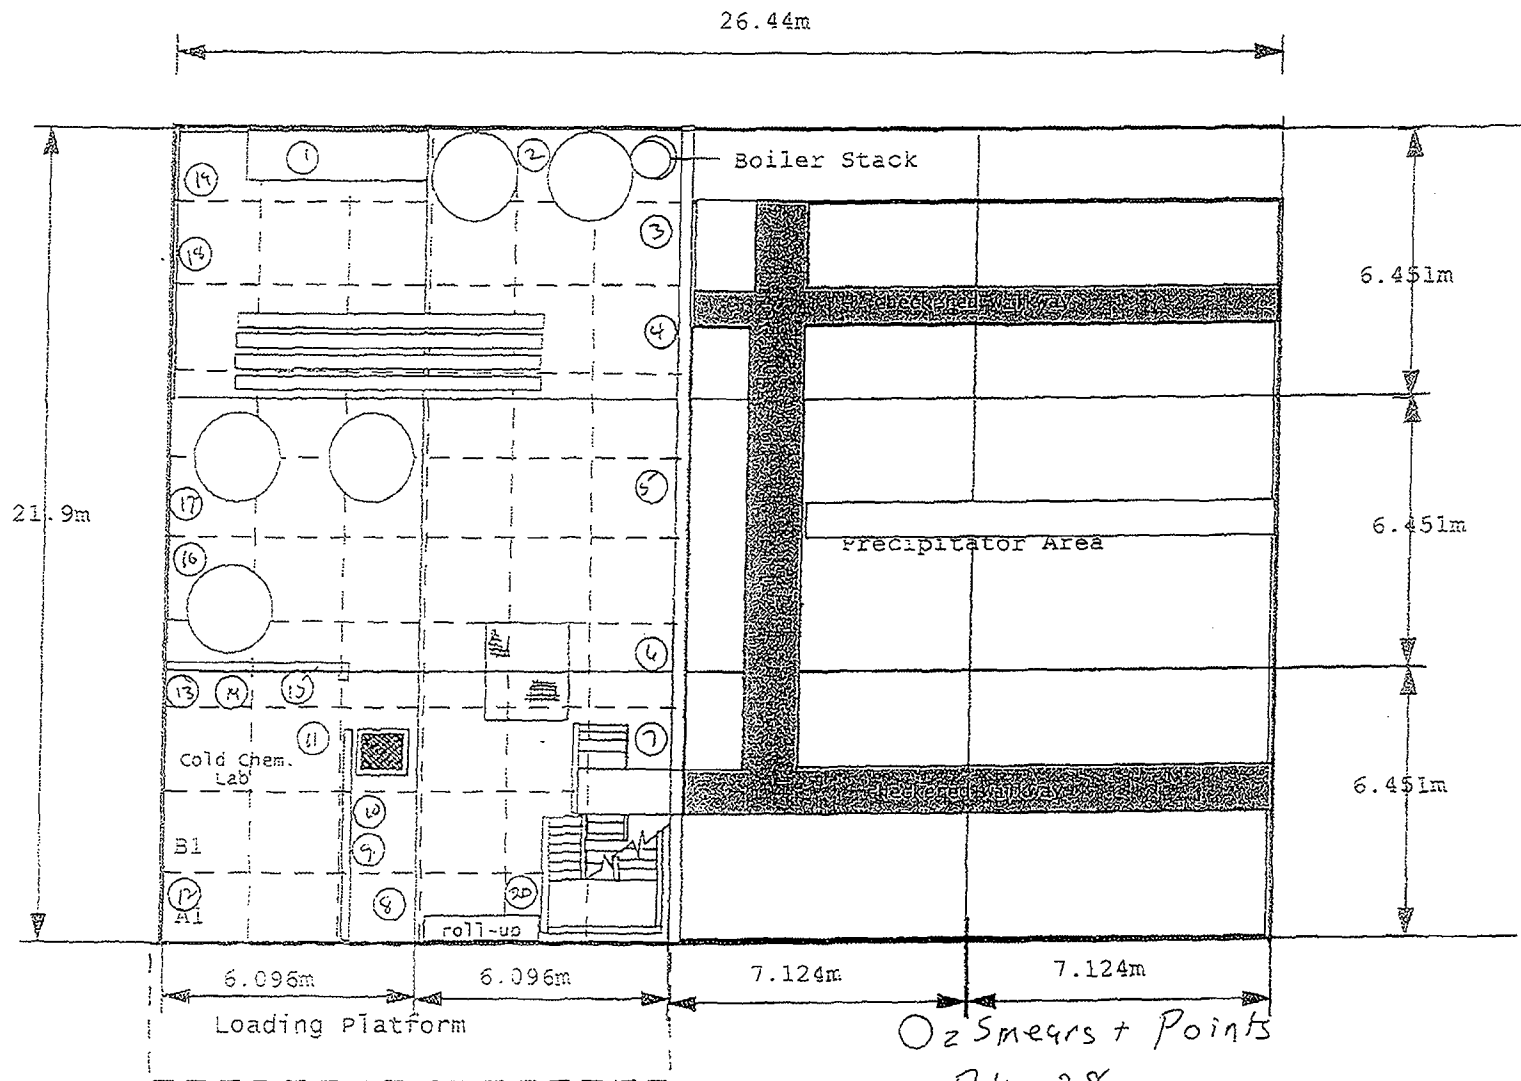 26.44m
1
2
Boiler Stack
19
3
18
6.451m
4
checkered walkway
5
17
21.9m
6.451m
Precipitator Area
16
6
13
14
15
11
7
Cold Chem.
Lab
6.451m
checkered walkway
10
9
B1
12
8
20
A1
roll-up
6.096m
6.096m
7.124m
7.124m
Loading Platform
O = Smears + Points